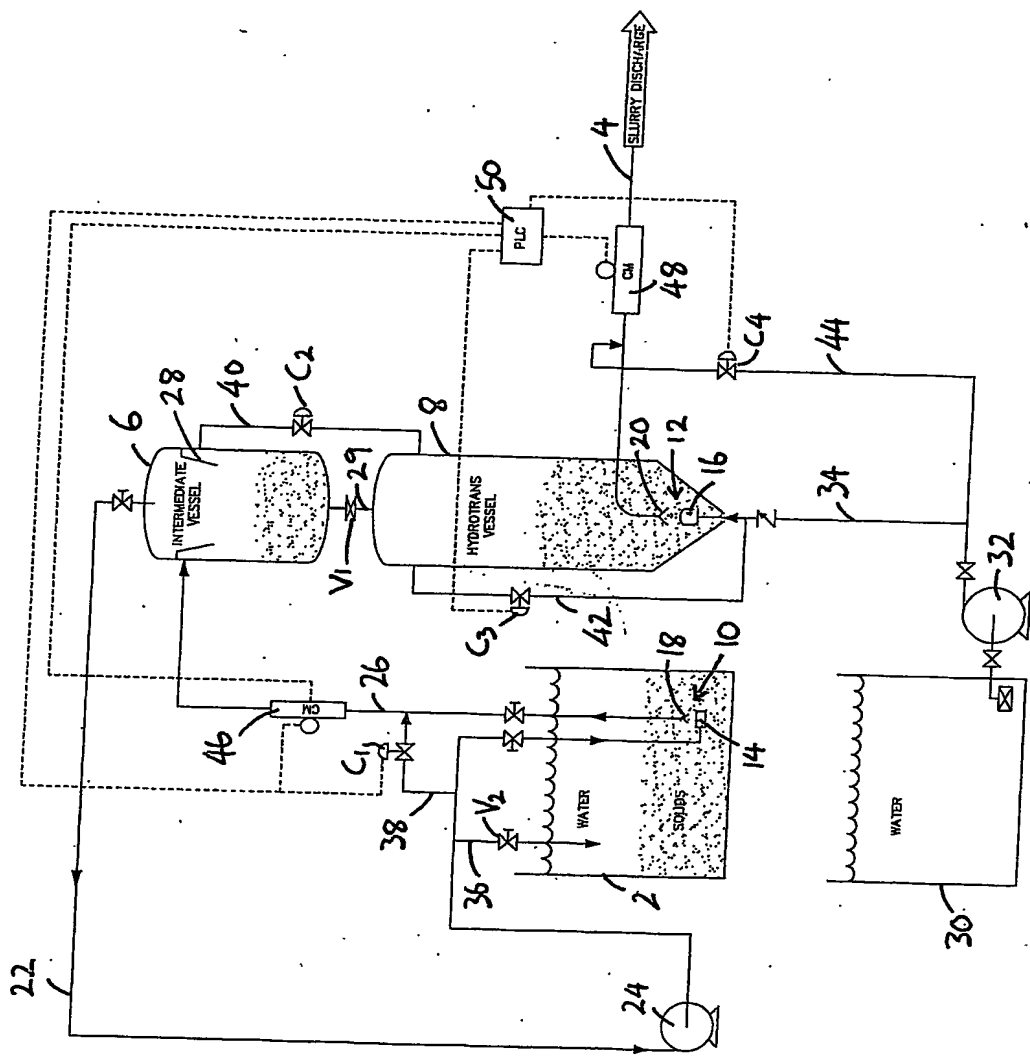 SLURRY DISCHARGE
4
50
PLC
CM
48
C4
44
6
28
40
C2
INTERMEDIATE
VESSEL
29
V1
8
HYDROTRANS
VESSEL
20
12
16
34
C3
42
32
46
CM
26
C1
38
18
10
14
V2
36
WATER
SOLIDS
2
WATER
30
22
24